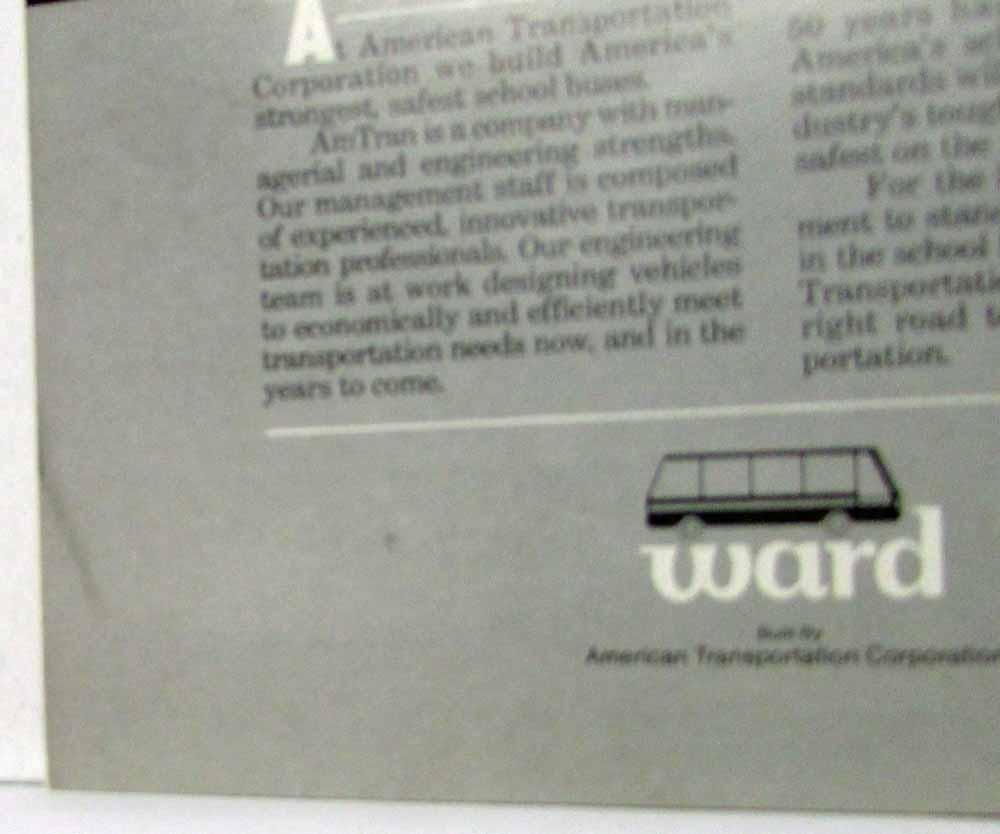 At American Transportation
Corporation we build America's
strongest, safest school buses.
AmTran is a company with man-
agerial and engineering strengths.
Our management staff is composed
of experienced, innovative transpor-
tation professionals. Our engineering
team is at work designing vehicles
to economically and efficiently meet
transportation needs now, and in the
years to come.
50 years
America's
standards
dustry's
safest on the
For the
ment to
in the school
right road
portation.
ward
Built By
American Transportation Corporation